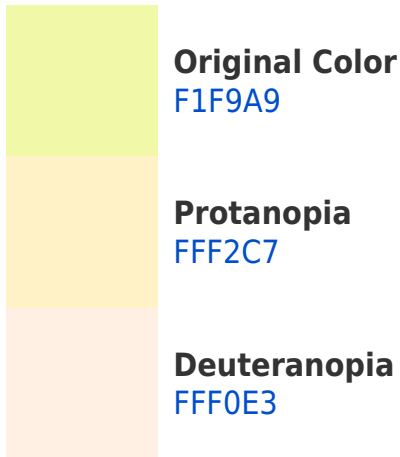 Original Color
F1F9A9
Protanopia
FFF2C7
Deuteranopia
FFF0E3